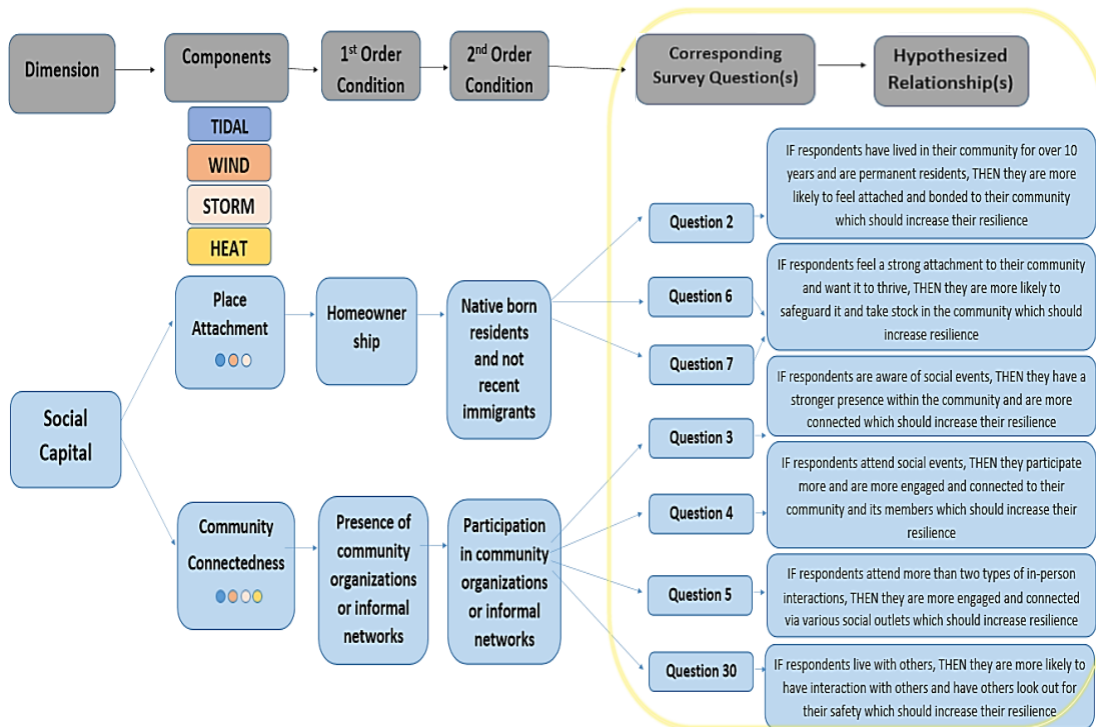 Dimension
Components
1st Order
Condition
2nd Order
Condition
Corresponding
Survey Question(s)
Hypothesized
Relationship(s)
TIDAL
WIND
STORM
HEAT
Social
Capital
Place
Attachment
Homeowner
ship
Native born
residents
and not
recent
immigrants
Question 2
IF respondents have lived in their community for over 10
years and are permanent residents, THEN they are more
likely to feel attached and bonded to their community
which should increase their resilience
Question 6
Question 7
IF respondents feel a strong attachment to their community
and want it to thrive, THEN they are more likely to
safeguard it and take stock in the community which should
increase resilience
Community
Connectedness
Presence of
community
organizations
or informal
networks
Participation
in community
organizations
or informal
networks
Question 3
IF respondents are aware of social events, THEN they have a
stronger presence within the community and are more
connected which should increase their resilience
Question 4
IF respondents attend social events, THEN they participate
more and are more engaged and connected to their
community and its members which should increase their
resilience
Question 5
IF respondents attend more than two types of in-person
interactions, THEN they are more engaged and connected
via various social outlets which should increase resilience
Question 30
IF respondents live with others, THEN they are more likely to
have interaction with others and have others look out for
their safety which should increase their resilience